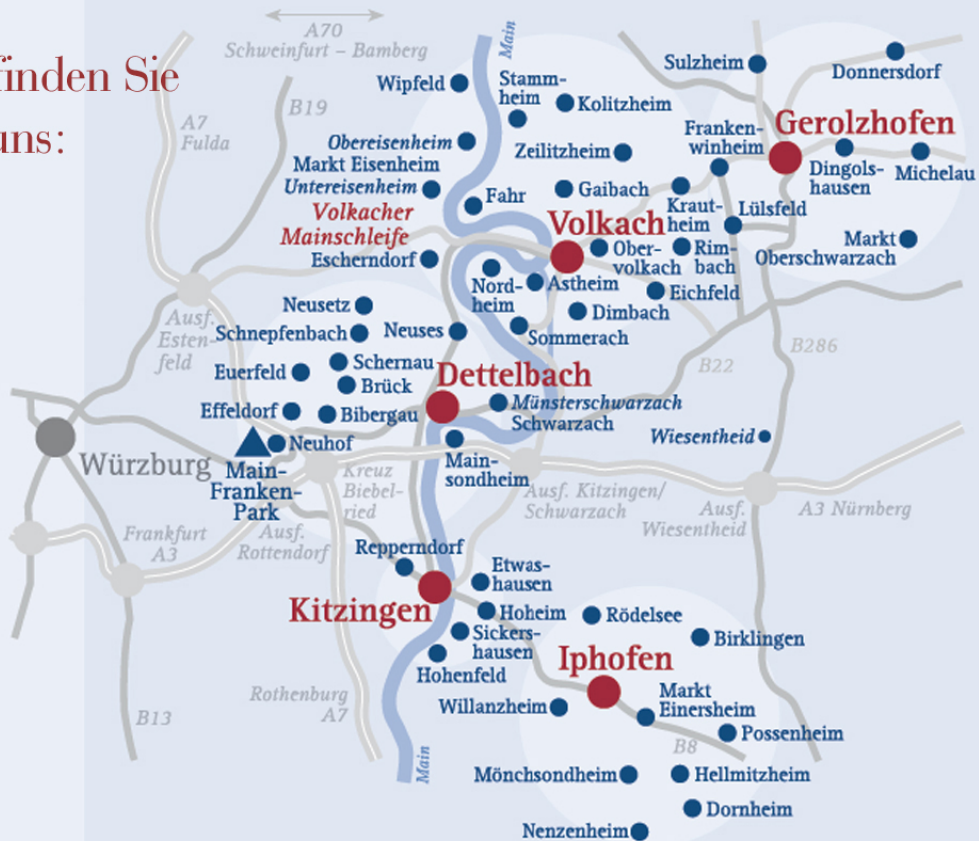 finden Sie
uns:
A70
Schweinfurt – Bamberg
Main
A7
Fulda
B19
Wipfeld
Stamm-
heim
Kolitzheim
Sulzheim
Donnersdorf
Obereisenheim
Markt Eisenheim
Untereisenheim
Zeilitzheim
Franken-
winheim
Gerolzhofen
Dingols-
hausen
Michelau
Volkacher
Mainschleife
Fahr
Gaibach
Kraut-
heim
Lülsfeld
Volkach
Escherndorf
Ober-
volkach
Rim-
bach
Markt
Oberschwarzach
Nord-
heim
Astheim
Eichfeld
Dimbach
Sommerach
Ausf.
Esten-
feld
Neusetz
Schnepfenbach
Neuses
Schernau
Euerfeld
Brück
B22
B286
Dettelbach
Effeldorf
Bibergau
Münsterschwarzach
Schwarzach
Wiesentheid
Würzburg
Neuhof
Main-
Franken-
Park
Kreuz
Biebel-
ried
Main-
sondheim
Ausf. Kitzingen/
Schwarzach
Ausf.
Wiesentheid
A3 Nürnberg
Frankfurt
A3
Ausf.
Rottendorf
Repperndorf
Etwas-
hausen
Kitzingen
Hoheim
Sickers-
hausen
Hohenfeld
Rödelsee
Birklingen
Iphofen
Rothenburg
A7
B13
Willanzheim
Markt
Einersheim
Possenheim
B8
Main
Mönchsondheim
Hellmitzheim
Dornheim
Nenzenheim